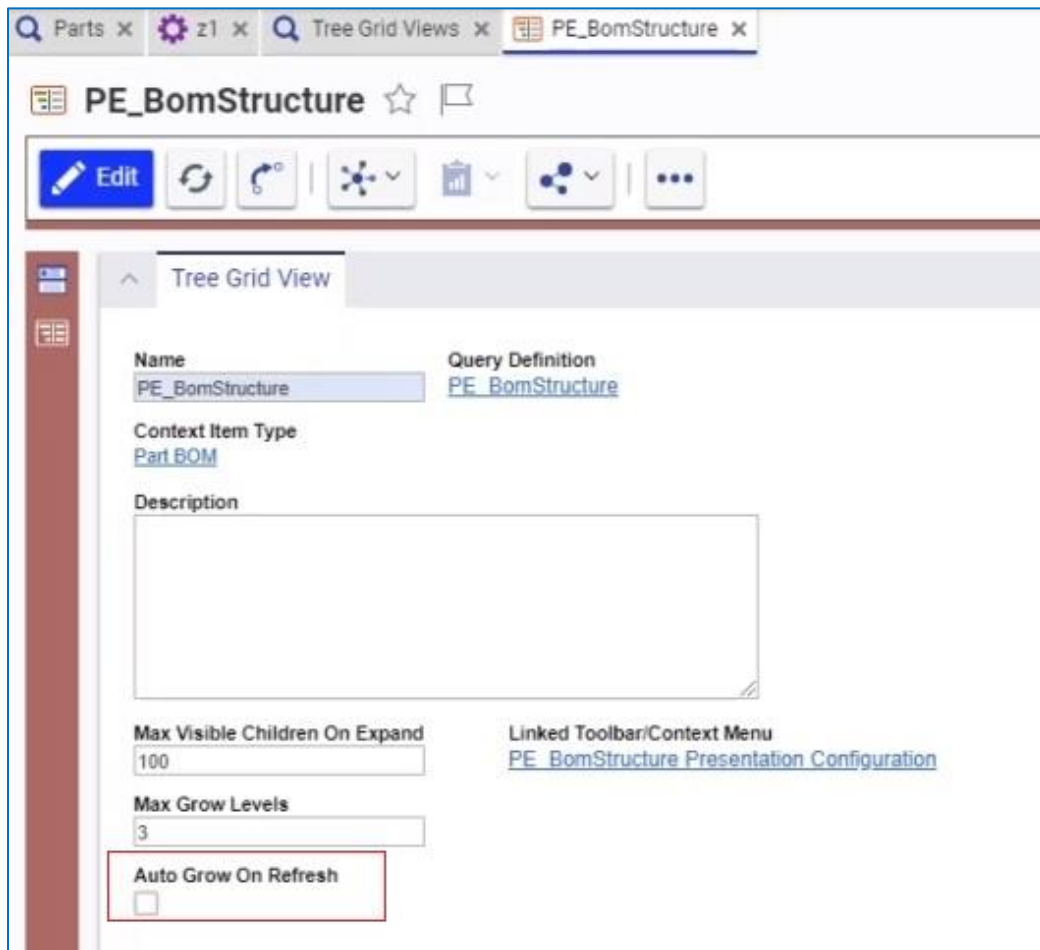 Parts z1 Tree Grid Views PE_BomStructure
PE_BomStructure
Edit
Tree Grid View
Name Query Definition
PE_BomStructure PE_BomStructure
Context Item Type
Part BOM
Description
Max Visible Children On Expand Linked Toolbar/Context Menu
100 PE_BomStructure Presentation Configuration
Max Grow Levels
3
Auto Grow On Refresh